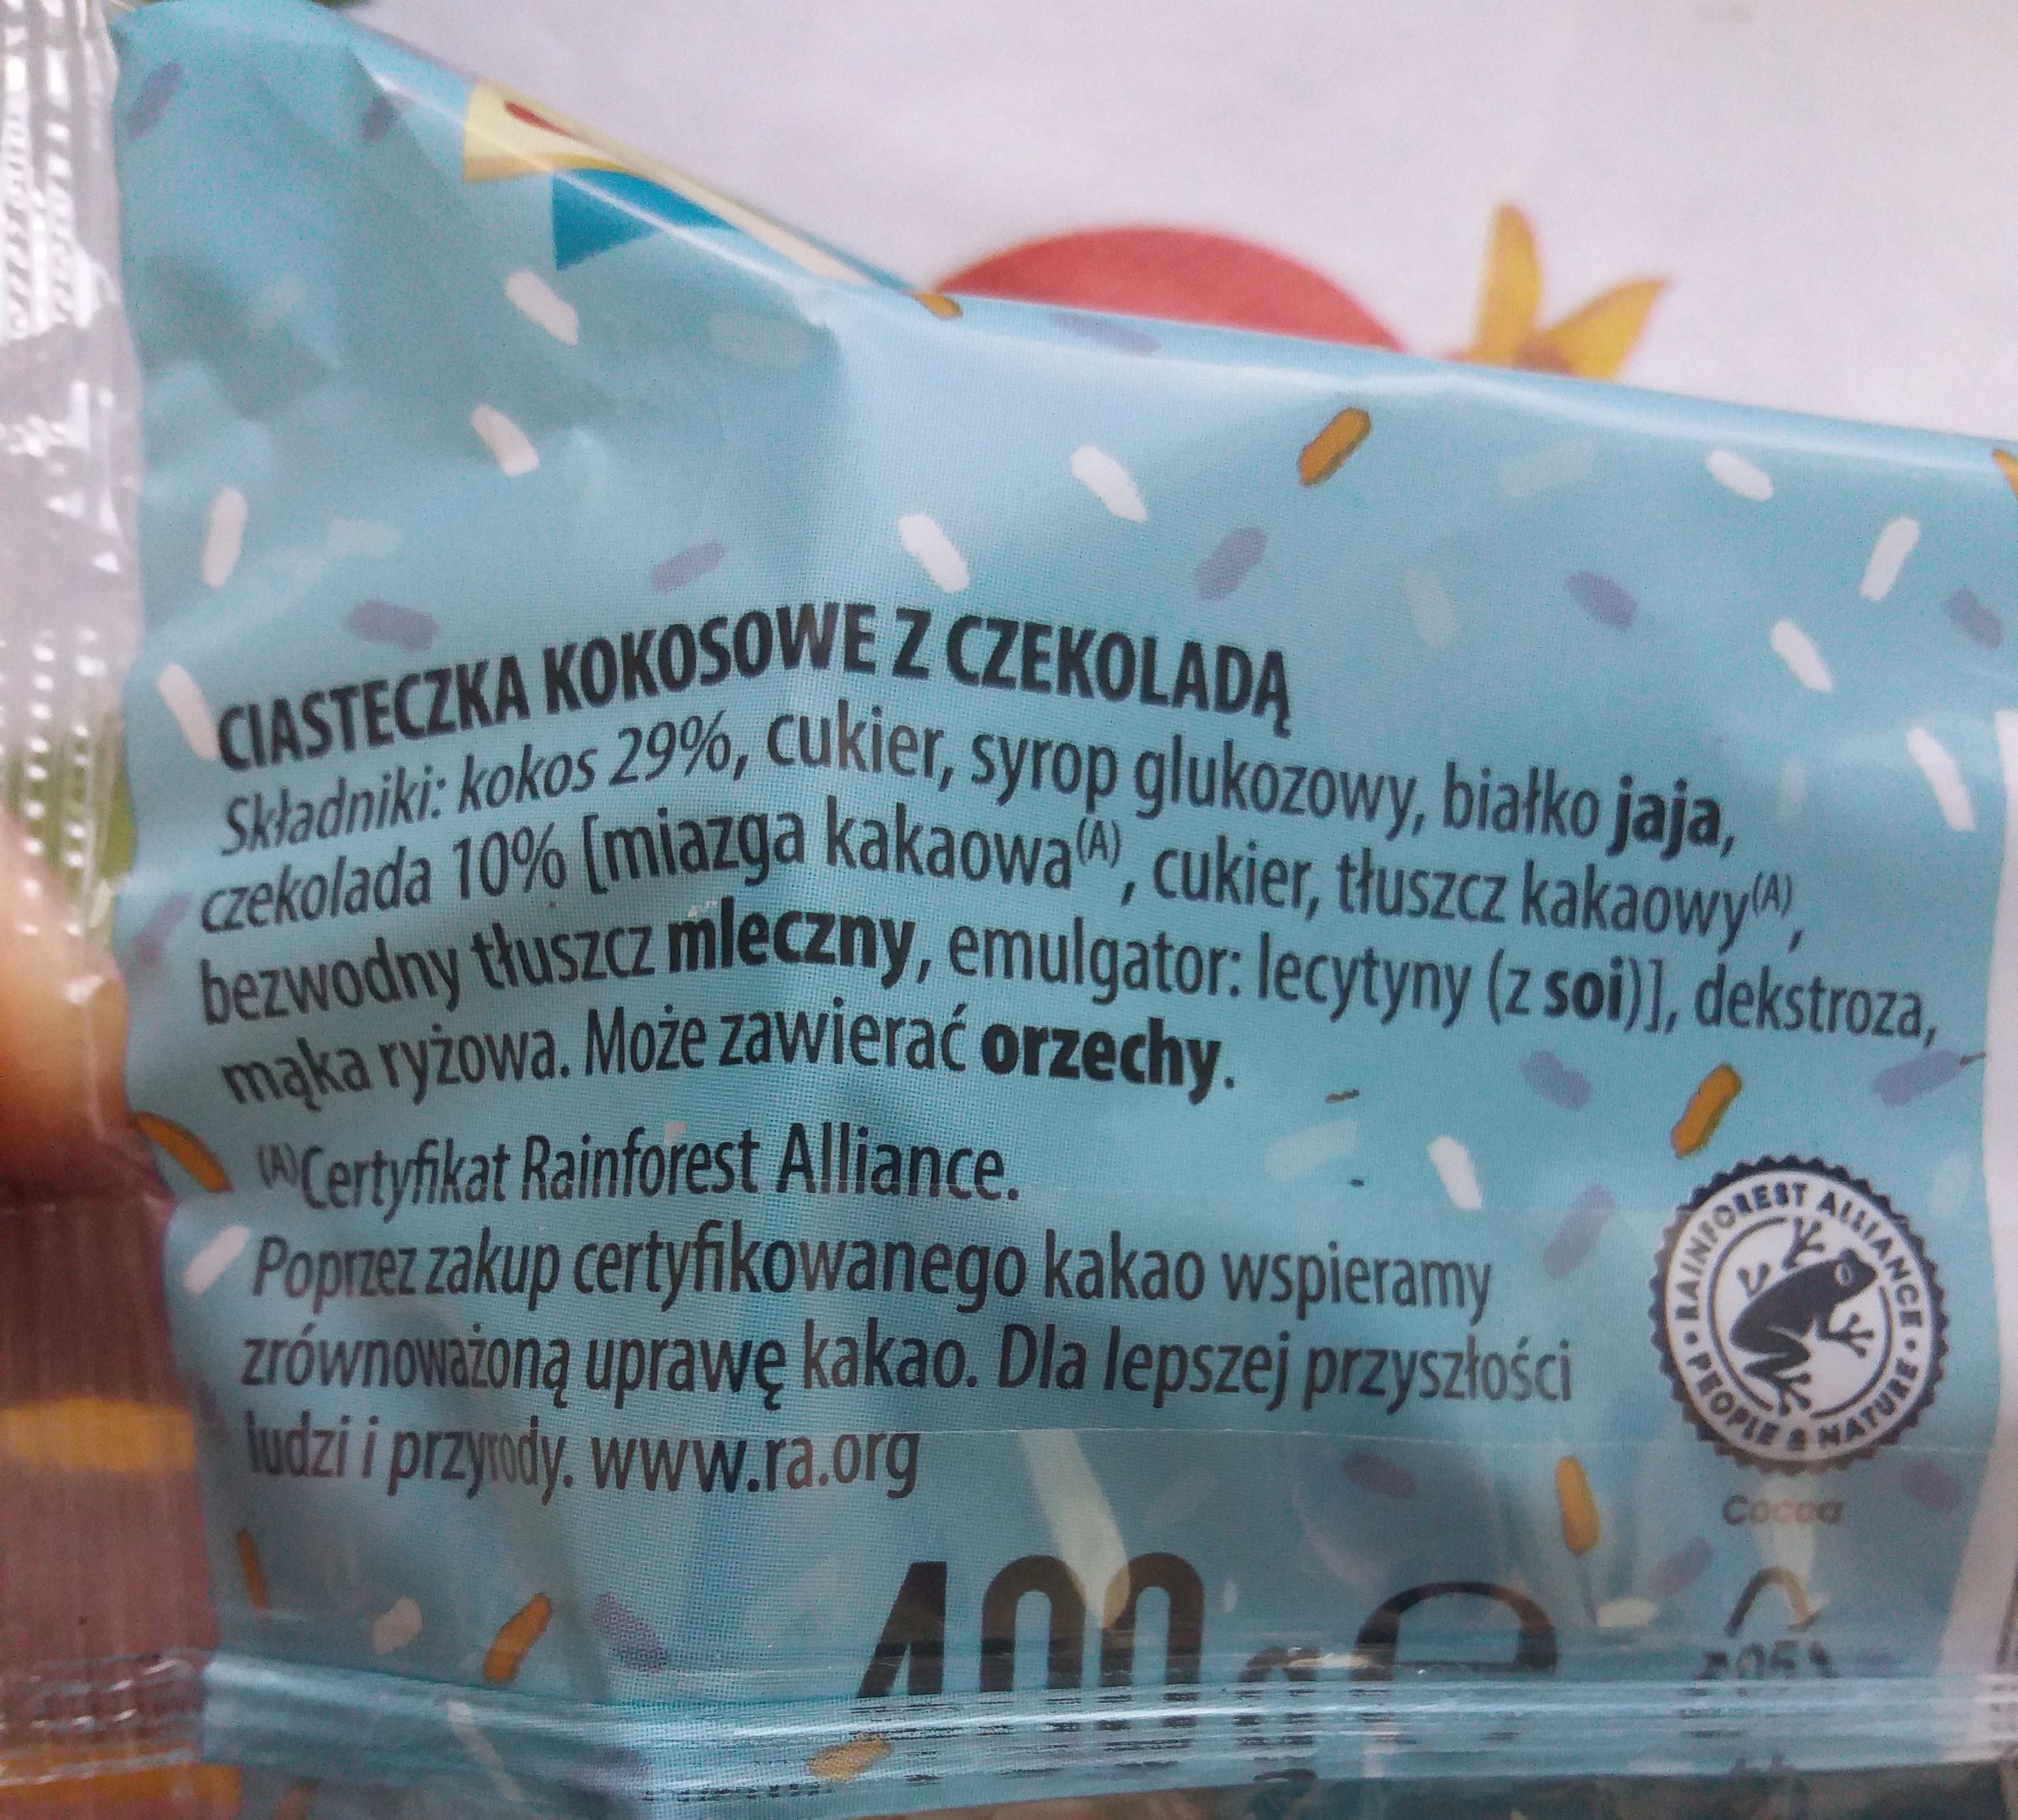 CIASTECZKA KOKOSOWE Z CZEKOLADĄ
Składniki: kokos 29%, cukier, syrop glukozowy, białko jaja,
czekolada 10% [miazga kakaowa(A), cukier, tłuszcz kakaowy(A),
bezwodny tłuszcz mleczny, emulgator: lecytyny (z soi)], dekstroza,
mąka ryżowa. Może zawierać orzechy.
(A)Certyfikat Rainforest Alliance.
Poprzez zakup certyfikowanego kakao wspieramy
zrównoważoną uprawę kakao. Dla lepszej przyszłości
ludzi i przyrody. www.ra.org
RAINFOREST ALLIANCE
PEOPLE & NATURE
Cocoa
400 g e